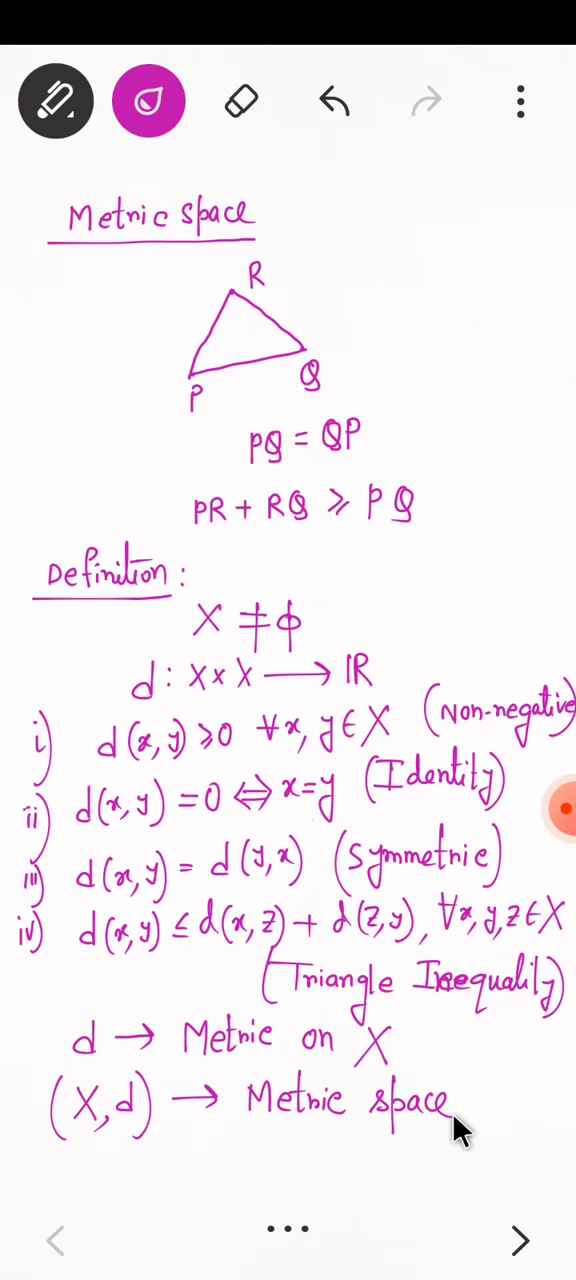 Metric space
R
P
Q
PQ = QP
PR + RQ ⩾ PQ
Definition :
X ≠ ϕ
d : X × X ⟶ ℝ
i) d(x, y) ⩾ 0 ∀x, y ∈ X (Non-negative)
ii) d(x, y) = 0 ⇔ x = y (Identity)
iii) d(x, y) = d(y, x) (Symmetric)
iv) d(x, y) ≤ d(x, z) + d(z, y), ∀x, y, z ∈ X
(Triangle Inequality)
d → Metric on X
(X, d) → Metric space